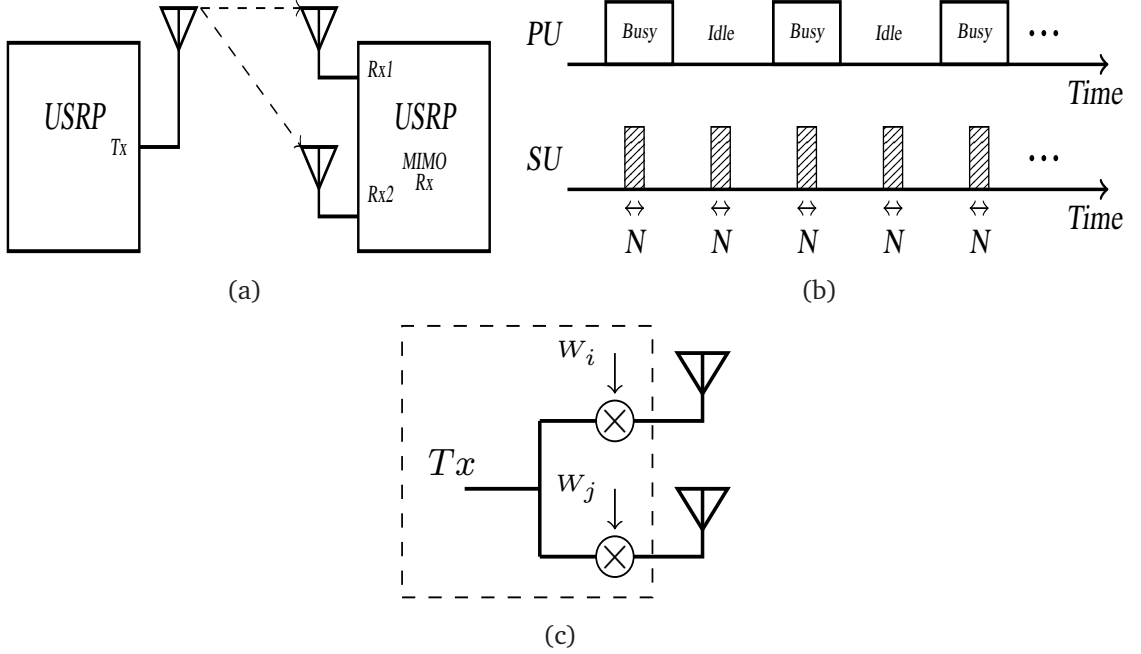 USRP
Tx
Rx1
USRP
MIMO
Rx
Rx2
(a)
PU
Busy
Idle
Busy
Idle
Busy
...
Time
SU
...
Time
N
N
N
N
N
(b)
W_i
Tx
W_j
(c)